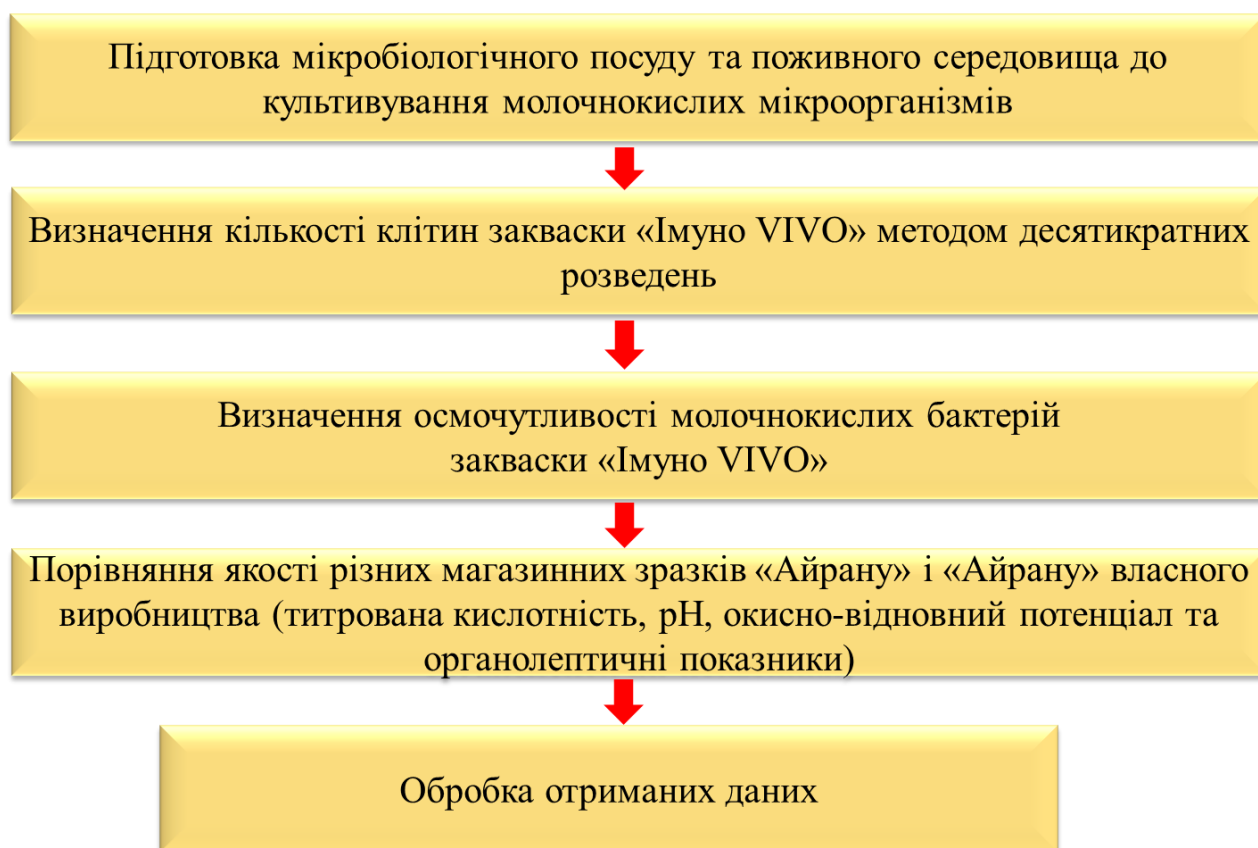 Підготовка мікробіологічного посуду та поживного середовища до
культивування молочнокислих мікроорганізмів
Визначення кількості клітин закваски «Імуно VIVO» методом десятикратних
розведень
Визначення осмочутливості молочнокислих бактерій
закваски «Імуно VIVO»
Порівняння якості різних магазинних зразків «Айрану» і «Айрану» власного
виробництва (титрована кислотність, рН, окисно-відновний потенціал та
органолептичні показники)
Обробка отриманих даних